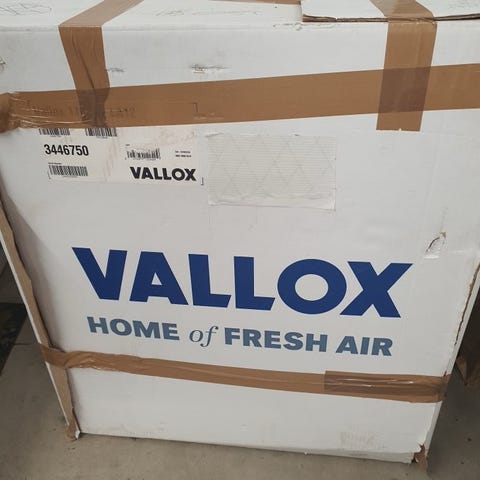 3446750
VALLOX
VALLOX
HOME of FRESH AIR